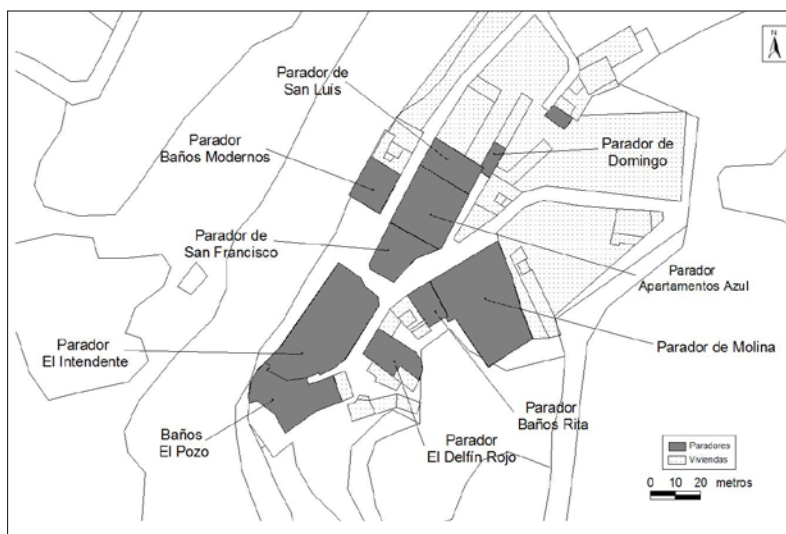 N
Parador de
San Luís
Parador
Baños Modernos
Parador de
Domingo
Parador de
San Francisco
Parador
Apartamentos Azul
Parador
El Intendente
Parador de Molina
Parador
Baños Rita
Baños
El Pozo
Parador
El Delfín Rojo
Paradores
Viviendas
0 10 20 metros